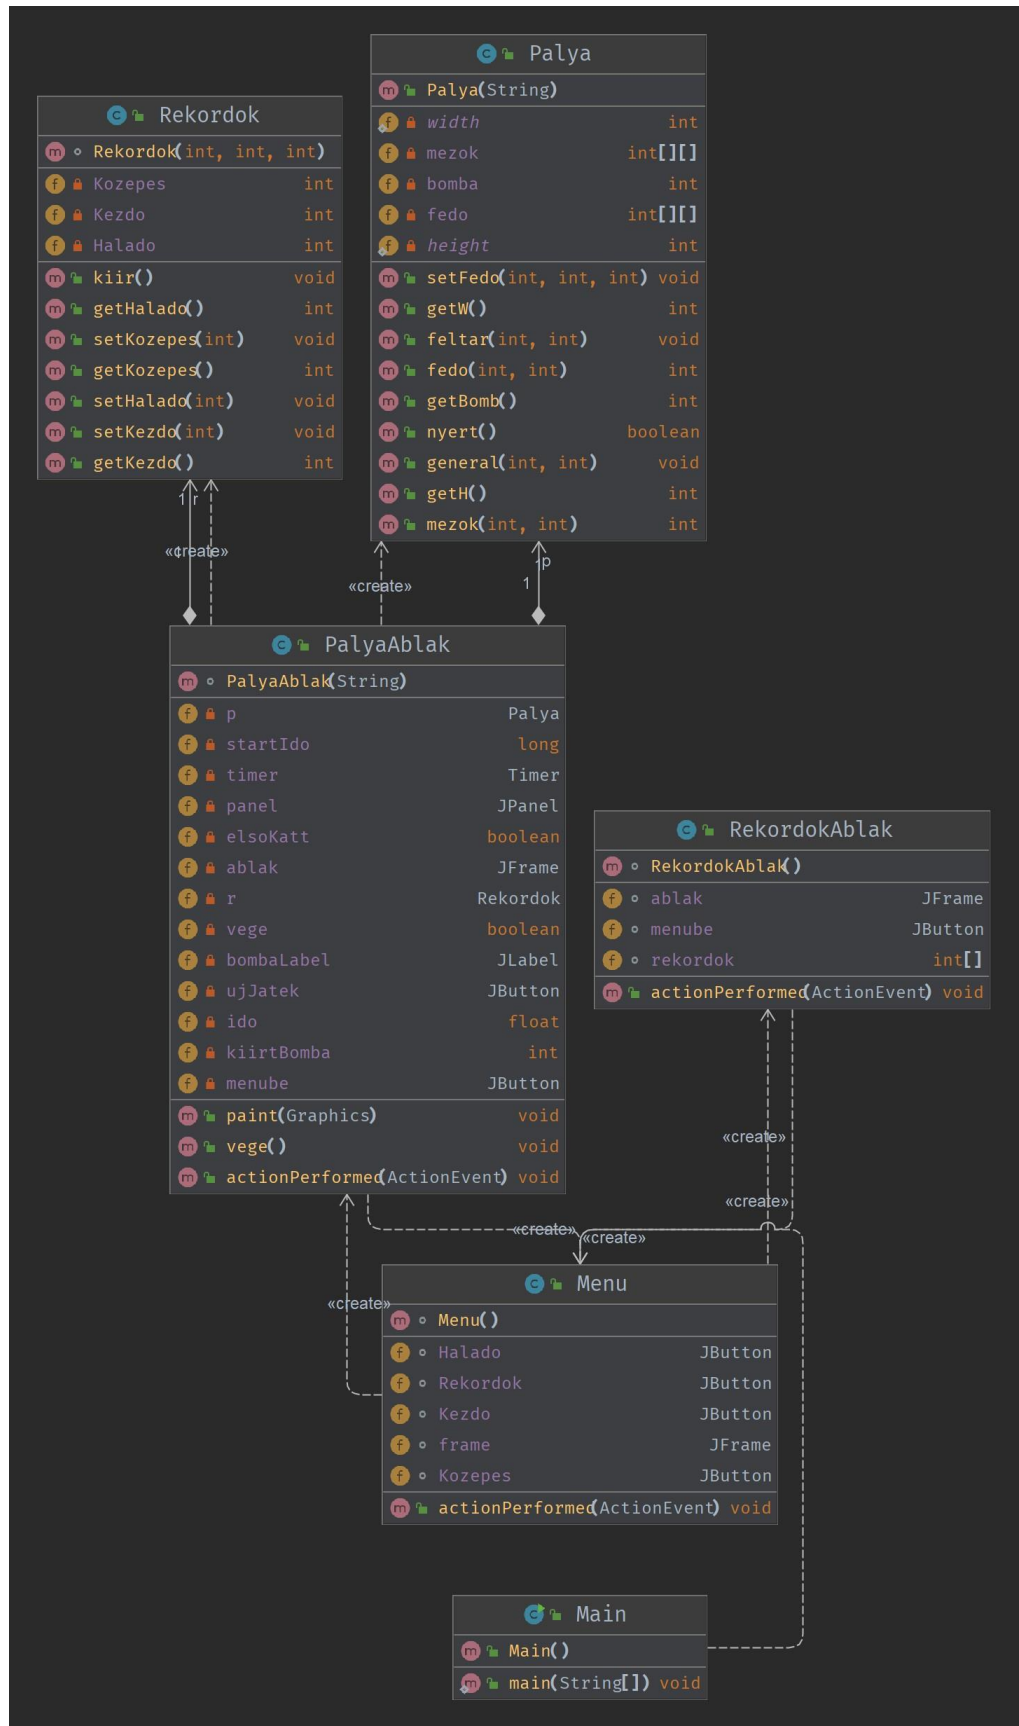 Palya
Palya(String)
width int
mezok int[][]
bomba int
fedo int[][]
height int
setFedo(int, int, int) void
getW() int
feltar(int, int) void
fedo(int, int) int
getBomb() int
nyert() boolean
general(int, int) void
getH() int
mezok(int, int) int
Rekordok
Rekordok(int, int, int)
Kozepes int
Kezdo int
Halado int
kiir() void
getHalado() int
setKozepes(int) void
getKozepes() int
setHalado(int) void
setKezdo(int) void
getKezdo() int
1 r
«create»
«create»
p
1
PalyaAblak
PalyaAblak(String)
p Palya
startIdo long
timer Timer
panel JPanel
elsoKatt boolean
ablak JFrame
r Rekordok
vege boolean
bombaLabel JLabel
ujJatek JButton
ido float
kiirtBomba int
menube JButton
paint(Graphics) void
vege() void
actionPerformed(ActionEvent) void
RekordokAblak
RekordokAblak()
ablak JFrame
menube JButton
rekordok int[]
actionPerformed(ActionEvent) void
«create»
«create»
«create»
«create»
«create»
Menu
Menu()
Halado JButton
Rekordok JButton
Kezdo JButton
frame JFrame
Kozepes JButton
actionPerformed(ActionEvent) void
Main
Main()
main(String[]) void